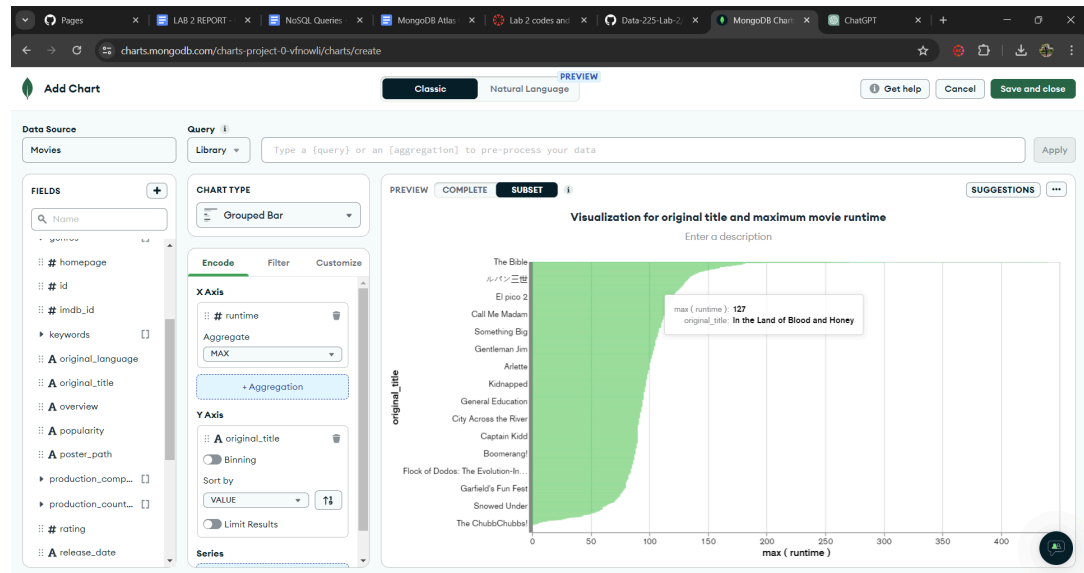 Pages
LAB 2 REPORT -
NoSQL Queries
MongoDB Atlas
Lab 2 codes and
Data-225-Lab-2
MongoDB Chart
ChatGPT
charts.mongodb.com/charts-project-0-vfnowli/charts/create
Add Chart
Classic
Natural Language
PREVIEW
Get help
Cancel
Save and close
Data Source
Movies
Query
Library
Type a {query} or an [aggregation] to pre-process your data
Apply
FIELDS
+
Name
genres []
# homepage
# id
# imdb_id
keywords []
A original_language
A original_title
A overview
A popularity
A poster_path
production_comp... []
production_count... []
# rating
A release_date
CHART TYPE
Grouped Bar
Encode
Filter
Customize
X Axis
# runtime
Aggregate
MAX
+ Aggregation
Y Axis
A original_title
Binning
Sort by
VALUE
Limit Results
Series
PREVIEW
COMPLETE
SUBSET
SUGGESTIONS
...
Visualization for original title and maximum movie runtime
Enter a description
original_title
The Bible
ルパン三世
El pico 2
Call Me Madam
Something Big
Gentleman Jim
Arlette
Kidnapped
General Education
City Across the River
Captain Kidd
Boomerang!
Flock of Dodos: The Evolution-In...
Garfield's Fun Fest
Snowed Under
The ChubbChubbs!
max ( runtime ): 127
original_title: In the Land of Blood and Honey
0 50 100 150 200 250 300 350 400
max ( runtime )